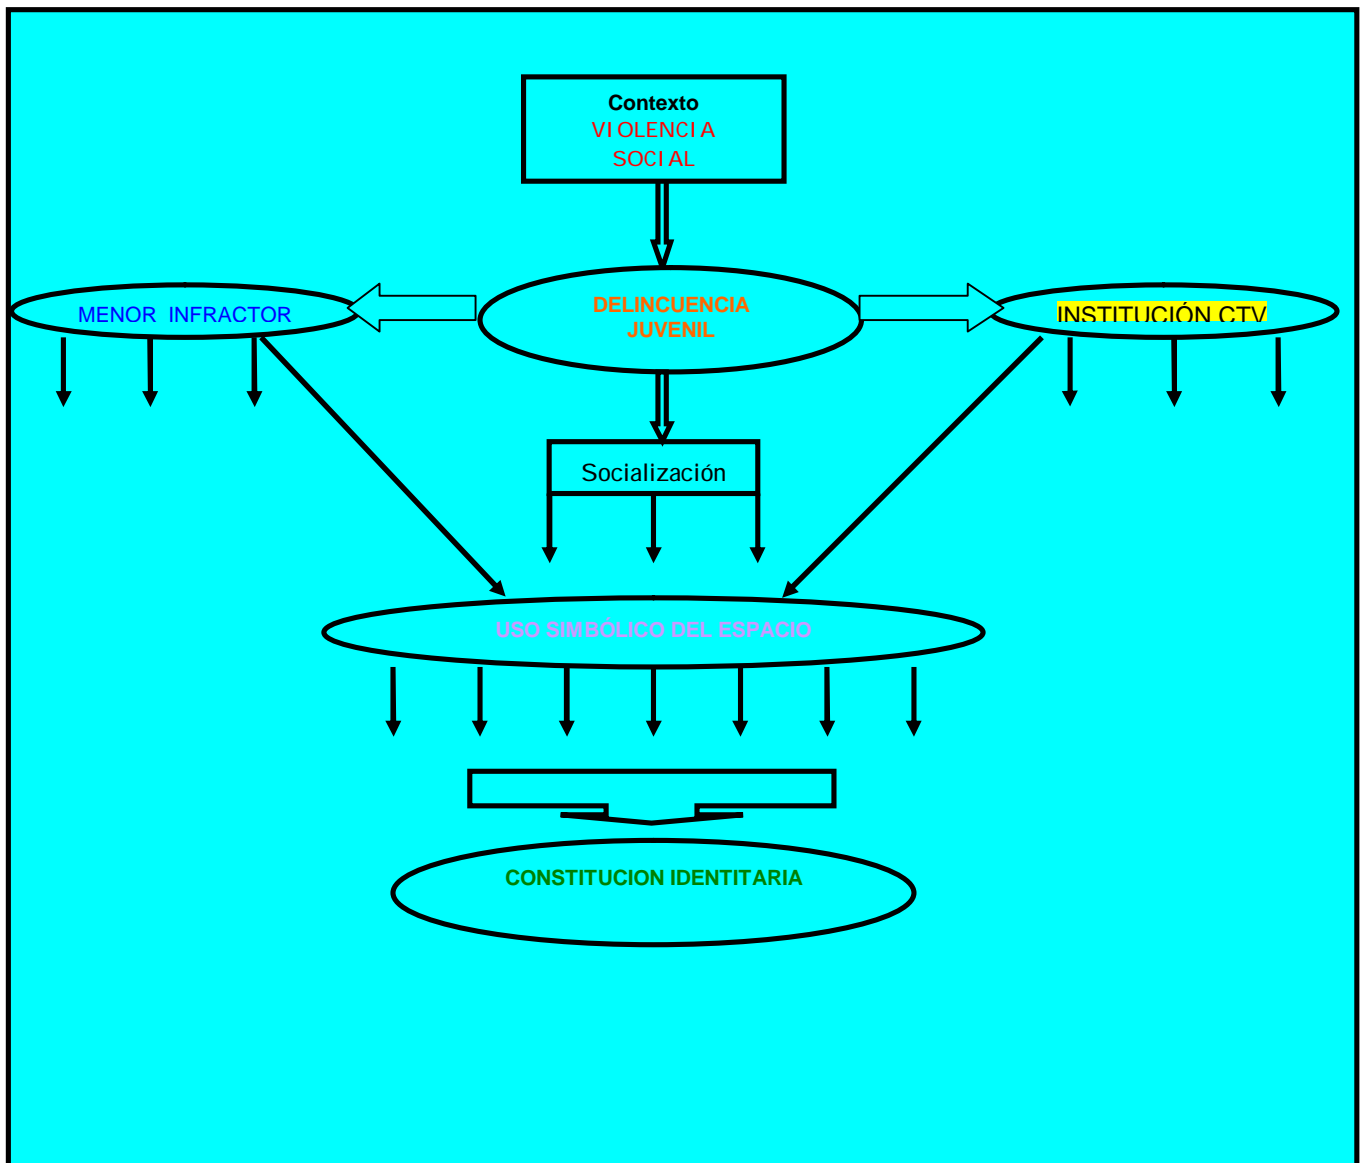 Contexto
VIOLENCIA
SOCIAL
DELINCUENCIA
JUVENIL
MENOR INFRACTOR
INSTITUCIÓN CTV
Socialización
USO SIMBÓLICO DEL ESPACIO
CONSTITUCION IDENTITARIA